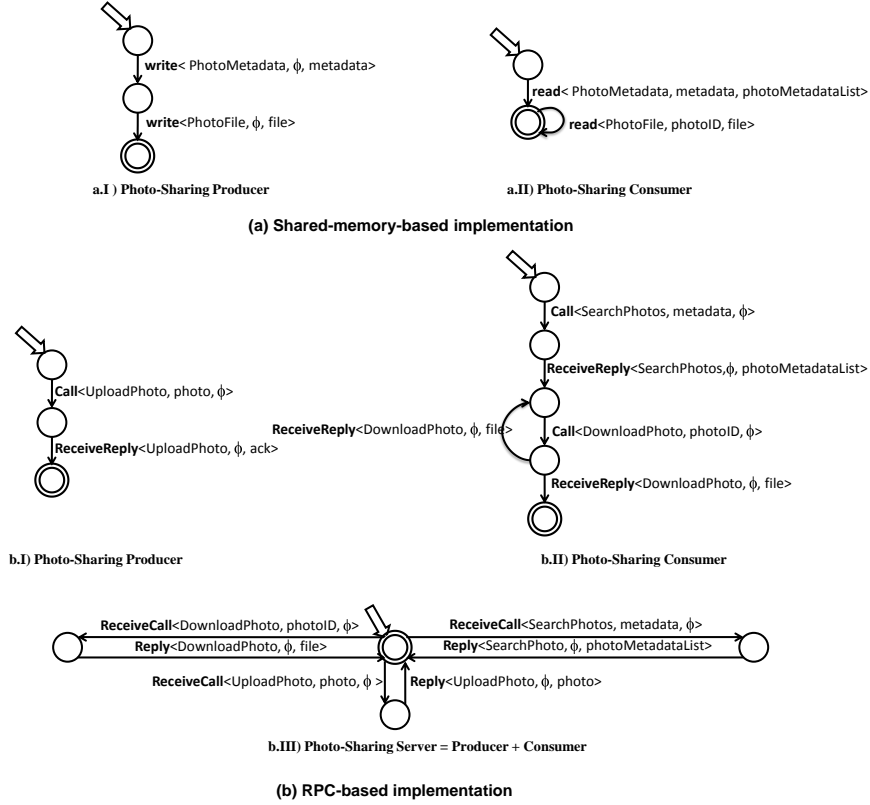 write< PhotoMetadata, ϕ, metadata>
write<PhotoFile, ϕ, file>
a.I ) Photo-Sharing Producer
read< PhotoMetadata, metadata, photoMetadataList>
read<PhotoFile, photoID, file>
a.II) Photo-Sharing Consumer
(a) Shared-memory-based implementation
Call<UploadPhoto, photo, ϕ>
ReceiveReply<UploadPhoto, ϕ, ack>
b.I) Photo-Sharing Producer
Call<SearchPhotos, metadata, ϕ>
ReceiveReply<SearchPhotos,ϕ, photoMetadataList>
ReceiveReply<DownloadPhoto, ϕ, file>
Call<DownloadPhoto, photoID, ϕ>
ReceiveReply<DownloadPhoto, ϕ, file>
b.II) Photo-Sharing Consumer
ReceiveCall<DownloadPhoto, photoID, ϕ>
Reply<DownloadPhoto, ϕ, file>
ReceiveCall<SearchPhotos, metadata, ϕ>
Reply<SearchPhoto, ϕ, photoMetadataList>
ReceiveCall<UploadPhoto, photo, ϕ >
Reply<UploadPhoto, ϕ, photo>
b.III) Photo-Sharing Server = Producer + Consumer
(b) RPC-based implementation